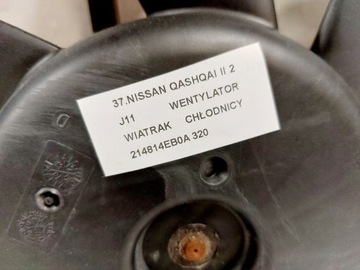 37.NISSAN QASHQAI II 2
J11 WENTYLATOR
WIATRAK CHŁODNICY
214814EB0A 320